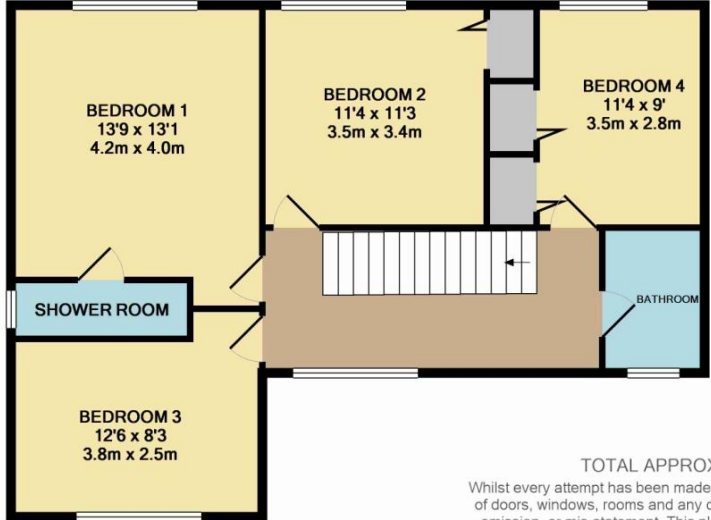 BEDROOM 1
13'9 x 13'1
4.2m x 4.0m
BEDROOM 2
11'4 x 11'3
3.5m x 3.4m
BEDROOM 4
11'4 x 9'
3.5m x 2.8m
SHOWER ROOM
BATHROOM
BEDROOM 3
12'6 x 8'3
3.8m x 2.5m
TOTAL APPROX
Whilst every attempt has been made
of doors, windows, rooms and any